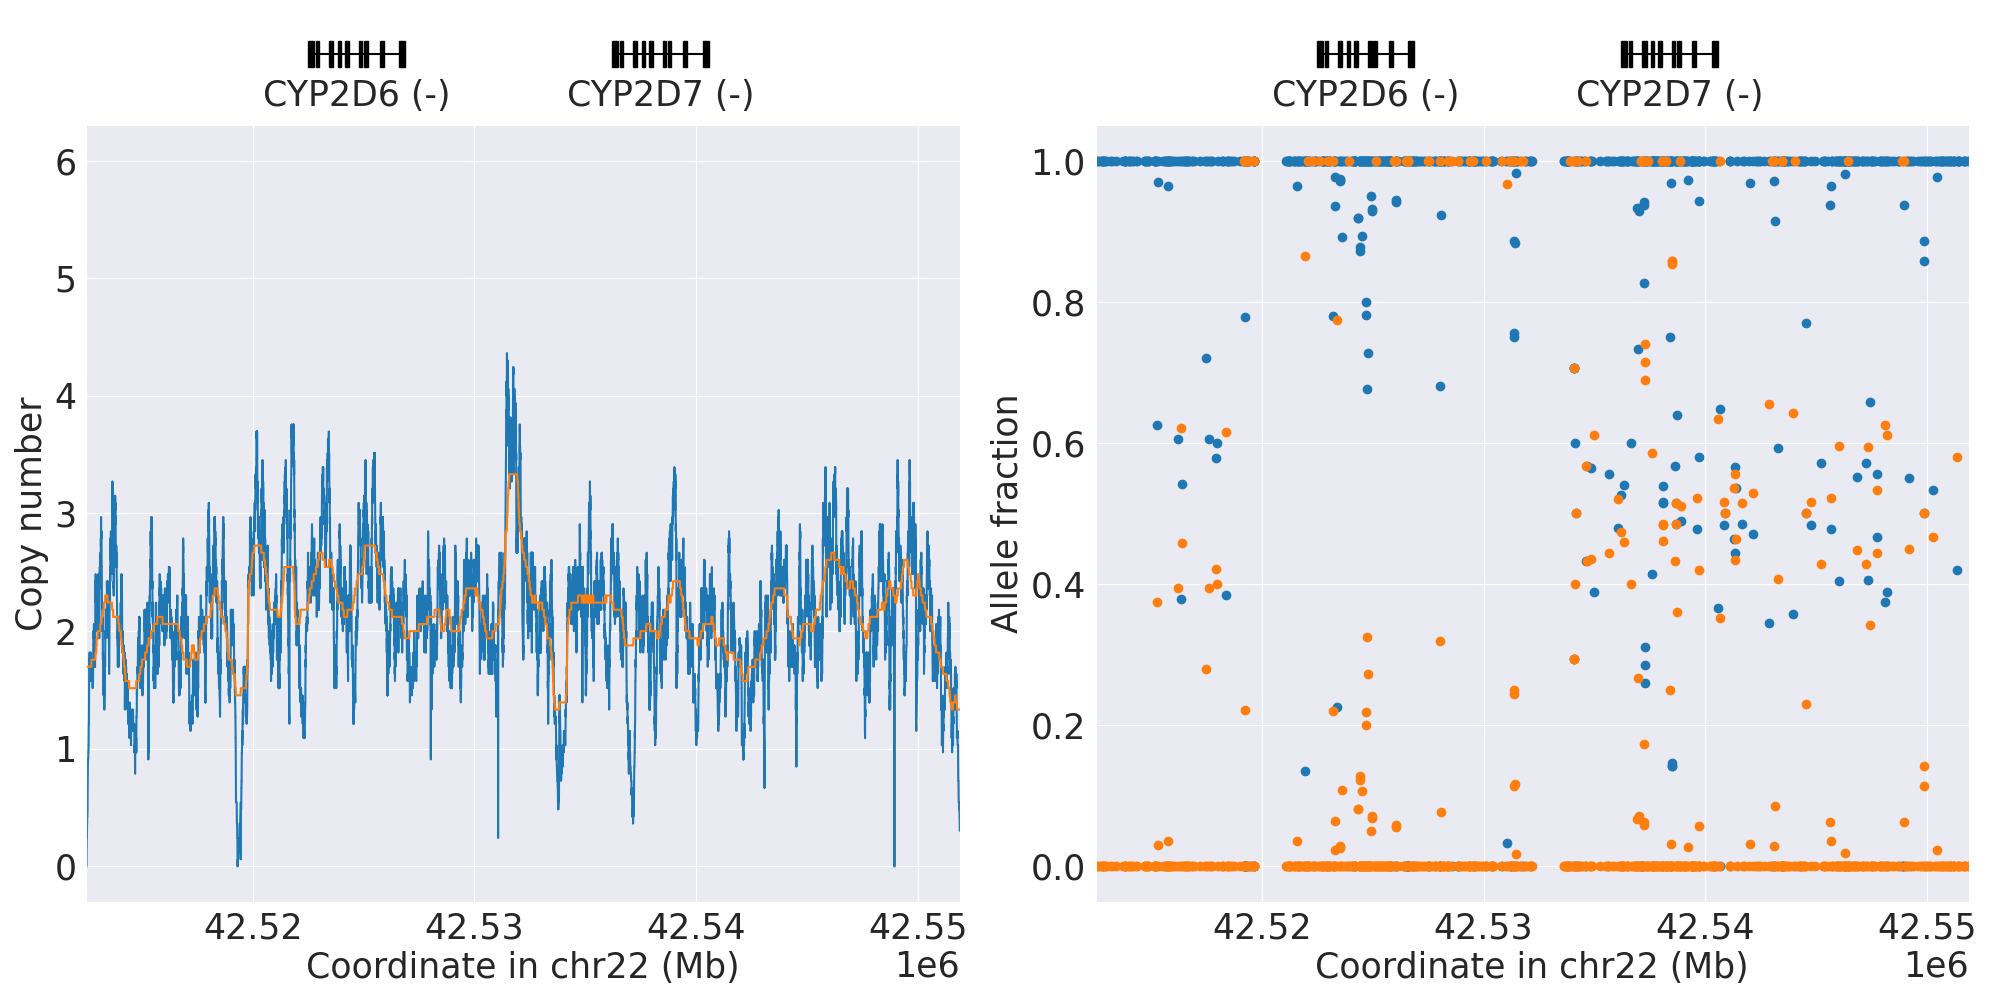 CYP2D6 (-) CYP2D7 (-)
6
5
4
3
2
1
0
Copy number
42.52 42.53 42.54 42.55
Coordinate in chr22 (Mb) 1e6
CYP2D6 (-) CYP2D7 (-)
1.0
0.8
0.6
0.4
0.2
0.0
Allele fraction
42.52 42.53 42.54 42.55
Coordinate in chr22 (Mb) 1e6